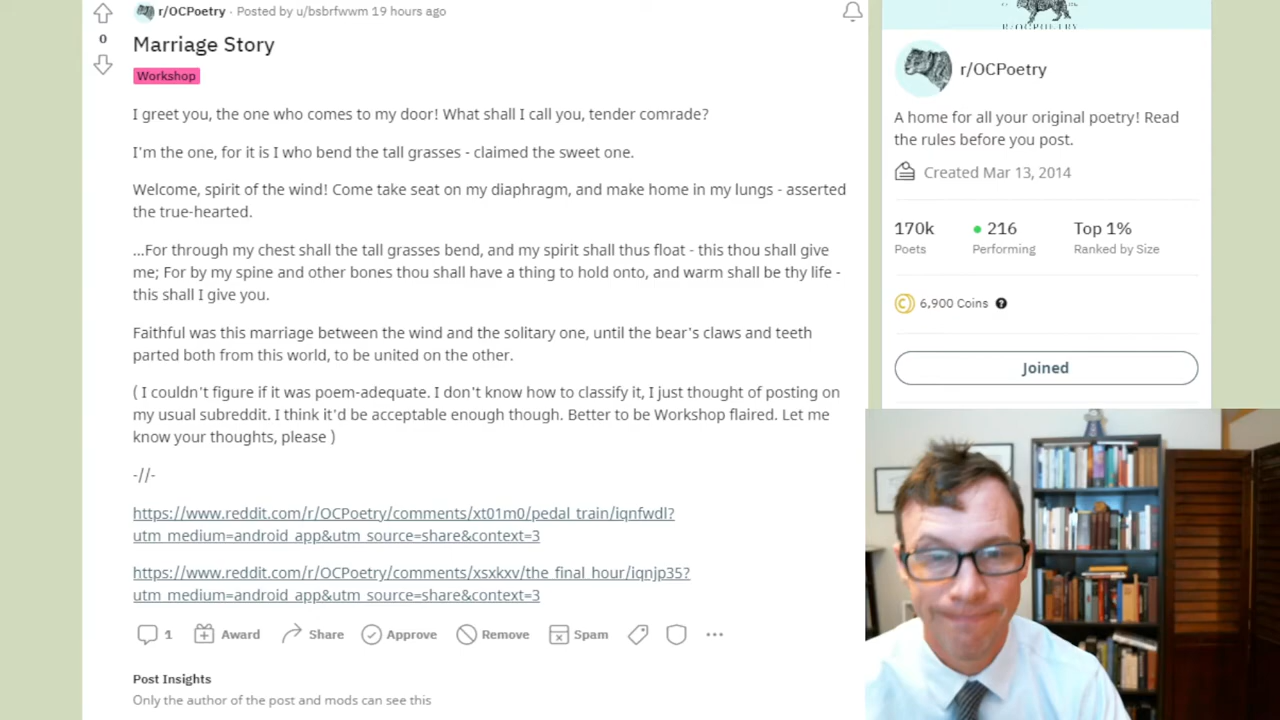 r/OCPoetry · Posted by u/bsbrfwwm 19 hours ago
0
Marriage Story
Workshop
I greet you, the one who comes to my door! What shall I call you, tender comrade?
I'm the one, for it is I who bend the tall grasses - claimed the sweet one.
Welcome, spirit of the wind! Come take seat on my diaphragm, and make home in my lungs - asserted
the true-hearted.
...For through my chest shall the tall grasses bend, and my spirit shall thus float - this thou shall give
me; For by my spine and other bones thou shall have a thing to hold onto, and warm shall be thy life -
this shall I give you.
Faithful was this marriage between the wind and the solitary one, until the bear's claws and teeth
parted both from this world, to be united on the other.
( I couldn't figure if it was poem-adequate. I don't know how to classify it, I just thought of posting on
my usual subreddit. I think it'd be acceptable enough though. Better to be Workshop flaired. Let me
know your thoughts, please )
-//-
https://www.reddit.com/r/OCPoetry/comments/xt01m0/pedal_train/iqnfwdl?
utm_medium=android_app&utm_source=share&context=3
https://www.reddit.com/r/OCPoetry/comments/xsxkxv/the_final_hour/iqnjp35?
utm_medium=android_app&utm_source=share&context=3
1 Award Share Approve Remove Spam
Post Insights
Only the author of the post and mods can see this
R/OCPOETRY
r/OCPoetry
A home for all your original poetry! Read
the rules before you post.
Created Mar 13, 2014
170k 216 Top 1%
Poets Performing Ranked by Size
6,900 Coins
Joined